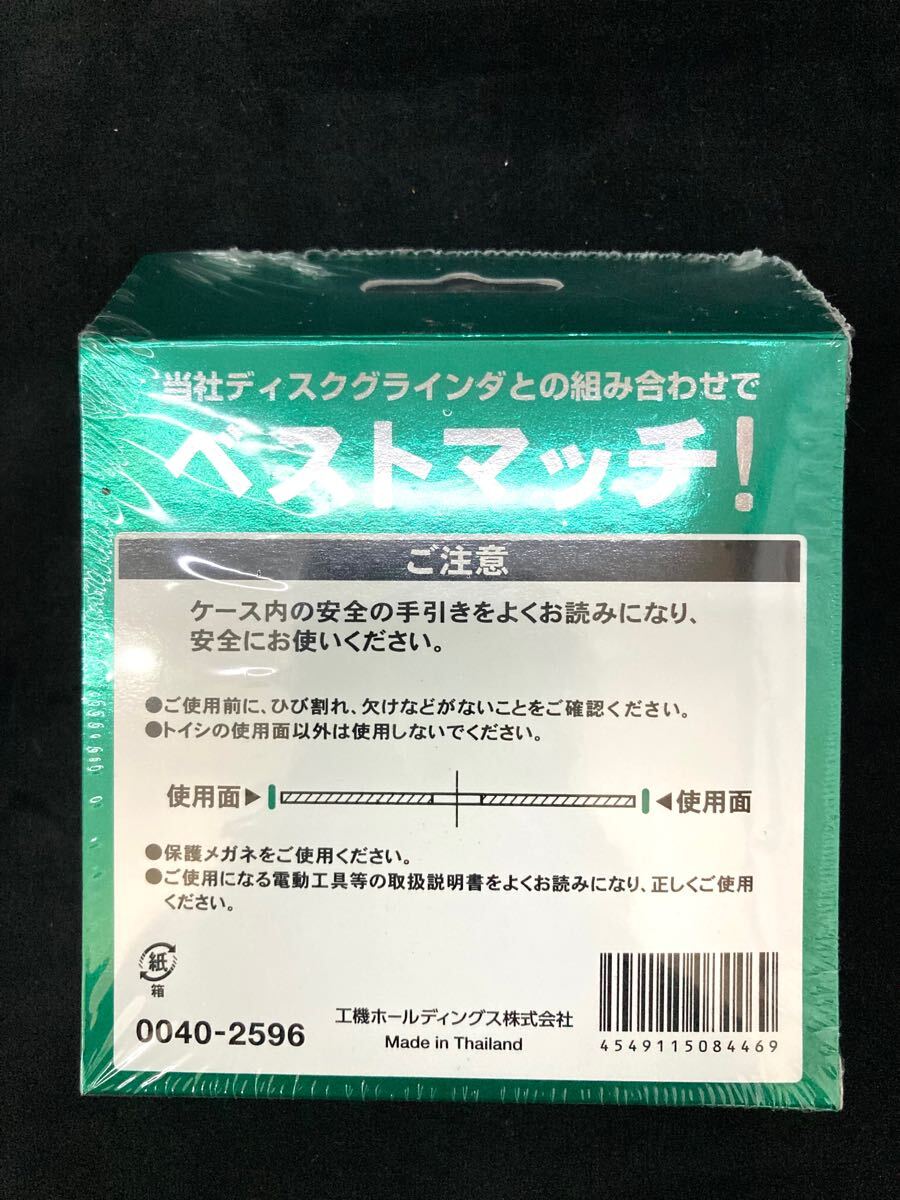 当社ディスクグラインダとの組み合わせで
ベストマッチ!
ご注意
ケース内の安全の手引きをよくお読みになり、
安全にお使いください。
●ご使用前に、ひび割れ、欠けなどがないことをご確認ください。
●トイシの使用面以外は使用しないでください。
使用面▶ ◀使用面
●保護メガネをご使用ください。
●ご使用になる電動工具等の取扱説明書をよくお読みになり、正しくご使用
ください。
紙
箱
0040-2596
工機ホールディングス株式会社
Made in Thailand
4549115084469